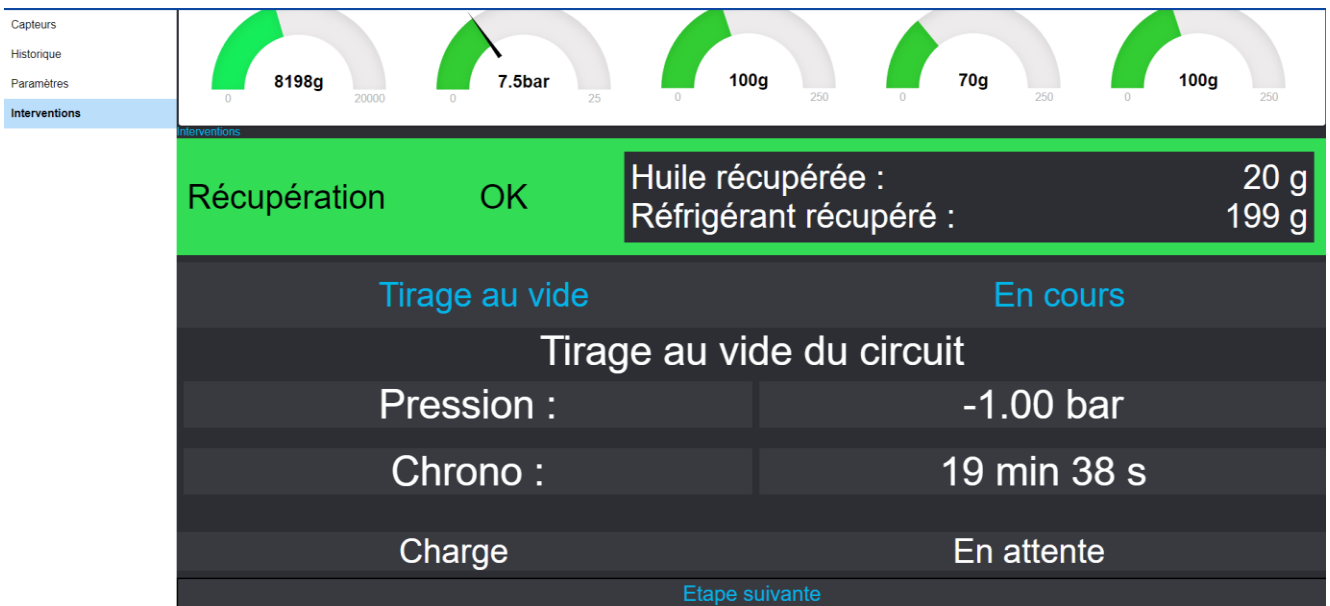 Capteurs
Historique
Paramètres
Interventions
8198g
0 20000
7.5bar
0 25
100g
0 250
70g
0 250
100g
0 250
Interventions
Récupération OK
Huile récupérée : 20 g
Réfrigérant récupéré : 199 g
Tirage au vide En cours
Tirage au vide du circuit
Pression : -1.00 bar
Chrono : 19 min 38 s
Charge En attente
Etape suivante